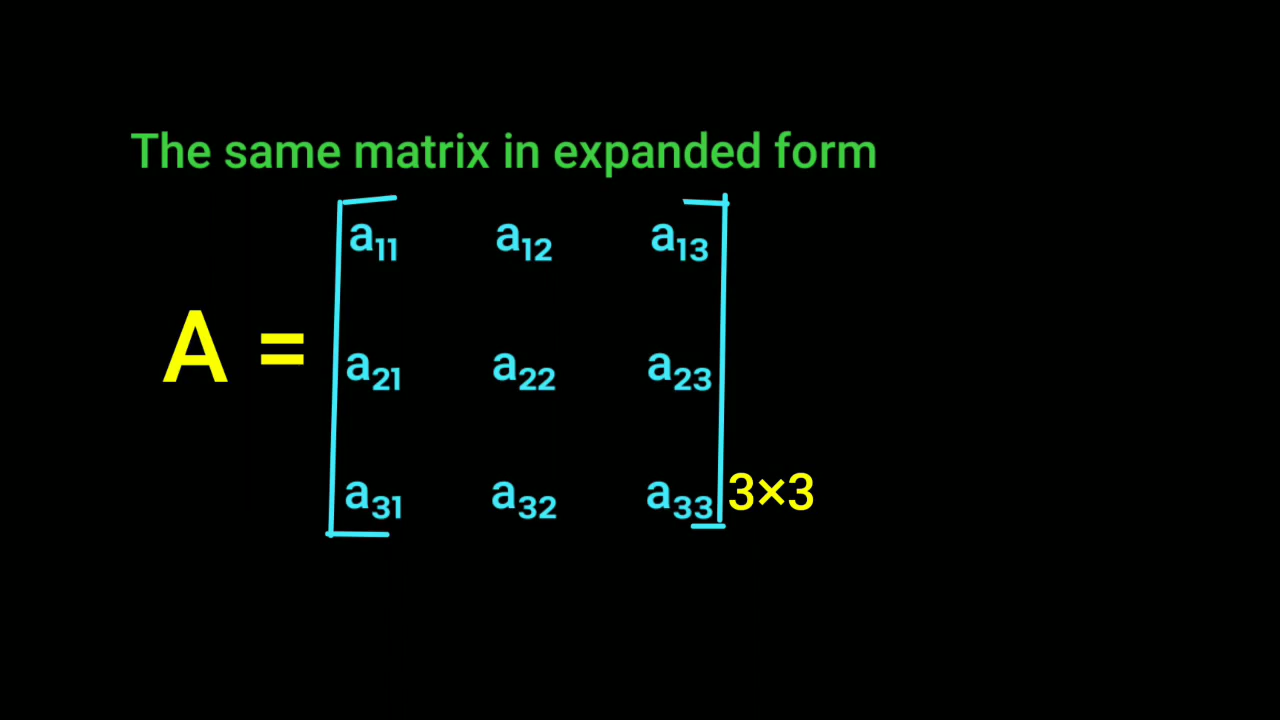 The same matrix in expanded form
a₁₁ a₁₂ a₁₃
A = a₂₁ a₂₂ a₂₃
a₃₁ a₃₂ a₃₃ 3×3